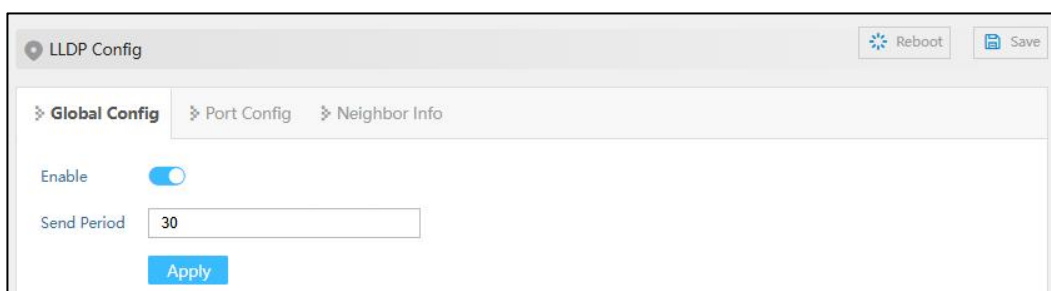 LLDP Config
Reboot
Save
Global Config
Port Config
Neighbor Info
Enable
Send Period
30
Apply